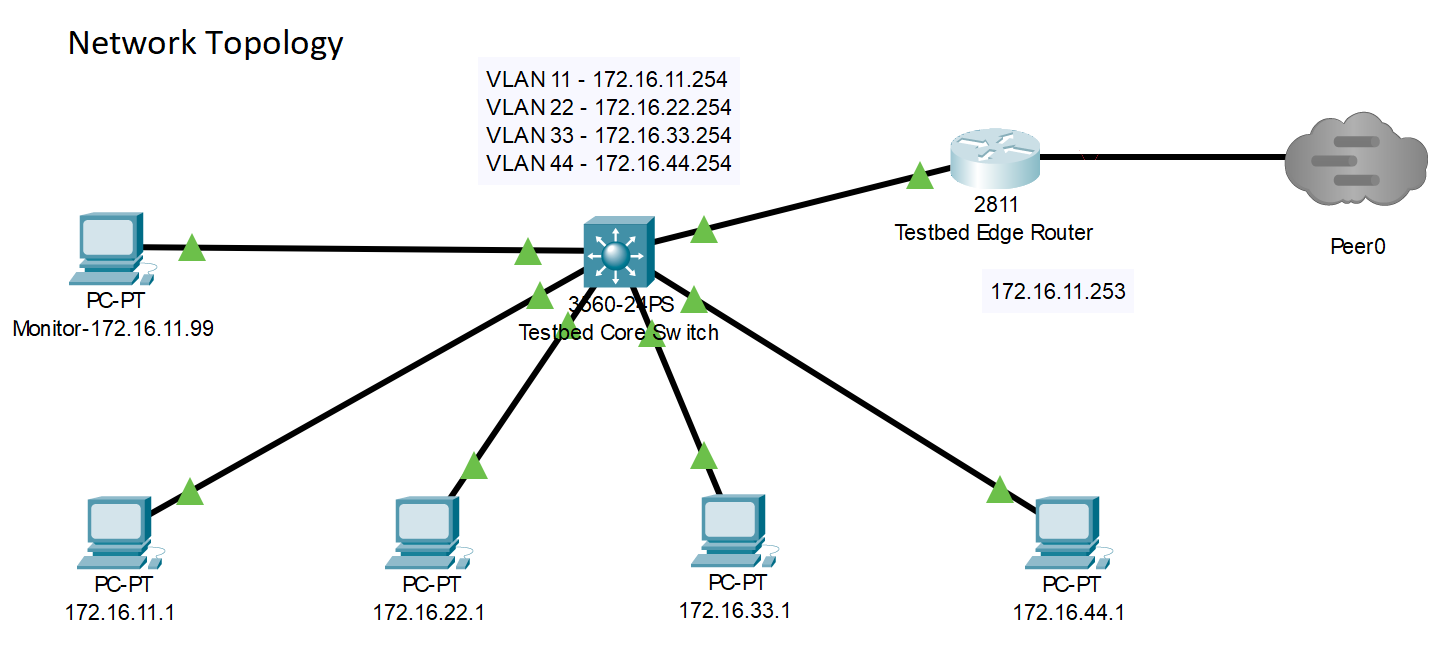 Network Topology
VLAN 11 - 172.16.11.254
VLAN 22 - 172.16.22.254
VLAN 33 - 172.16.33.254
VLAN 44 - 172.16.44.254
2811
Testbed Edge Router
Peer0
172.16.11.253
PC-PT
Monitor-172.16.11.99
3560-24PS
Testbed Core Switch
PC-PT
172.16.11.1
PC-PT
172.16.22.1
PC-PT
172.16.33.1
PC-PT
172.16.44.1